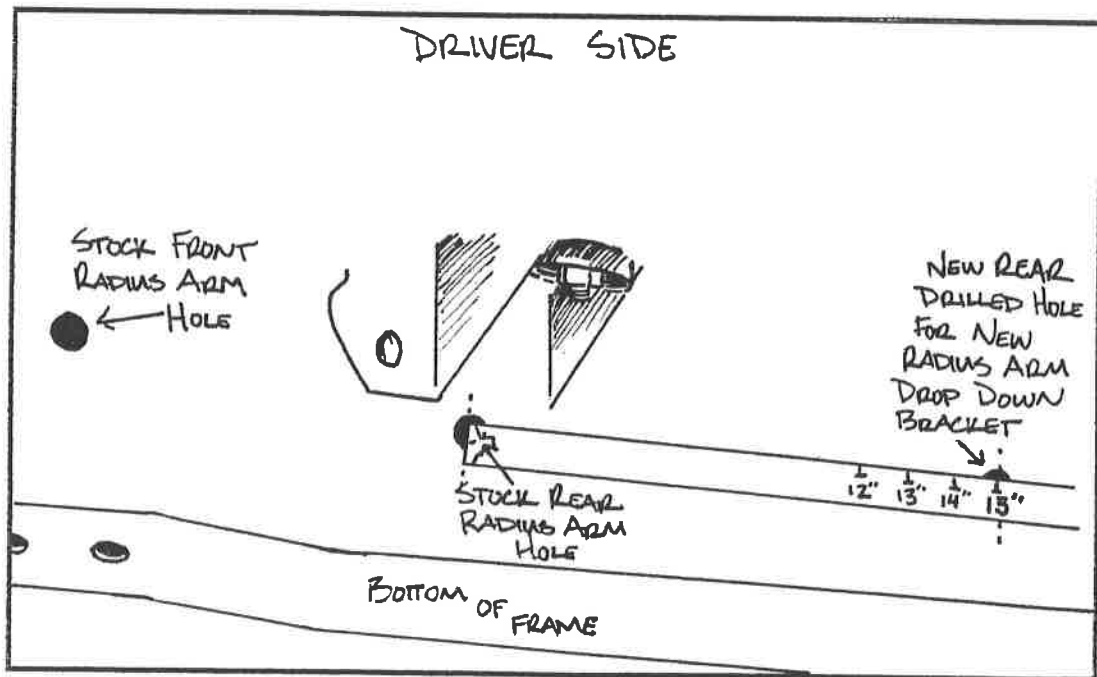 DRIVER SIDE
STOCK FRONT
RADIUS ARM
HOLE
NEW REAR
DRILLED HOLE
FOR NEW
RADIUS ARM
DROP DOWN
BRACKET
12" 13" 14" 15"
STOCK REAR
RADIUS ARM
HOLE
BOTTOM OF FRAME